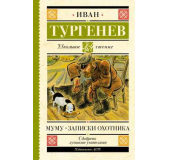 ИВАН
ТУРГЕНЕВ
Школьное чтение
МУМУ • ЗАПИСКИ ОХОТНИКА